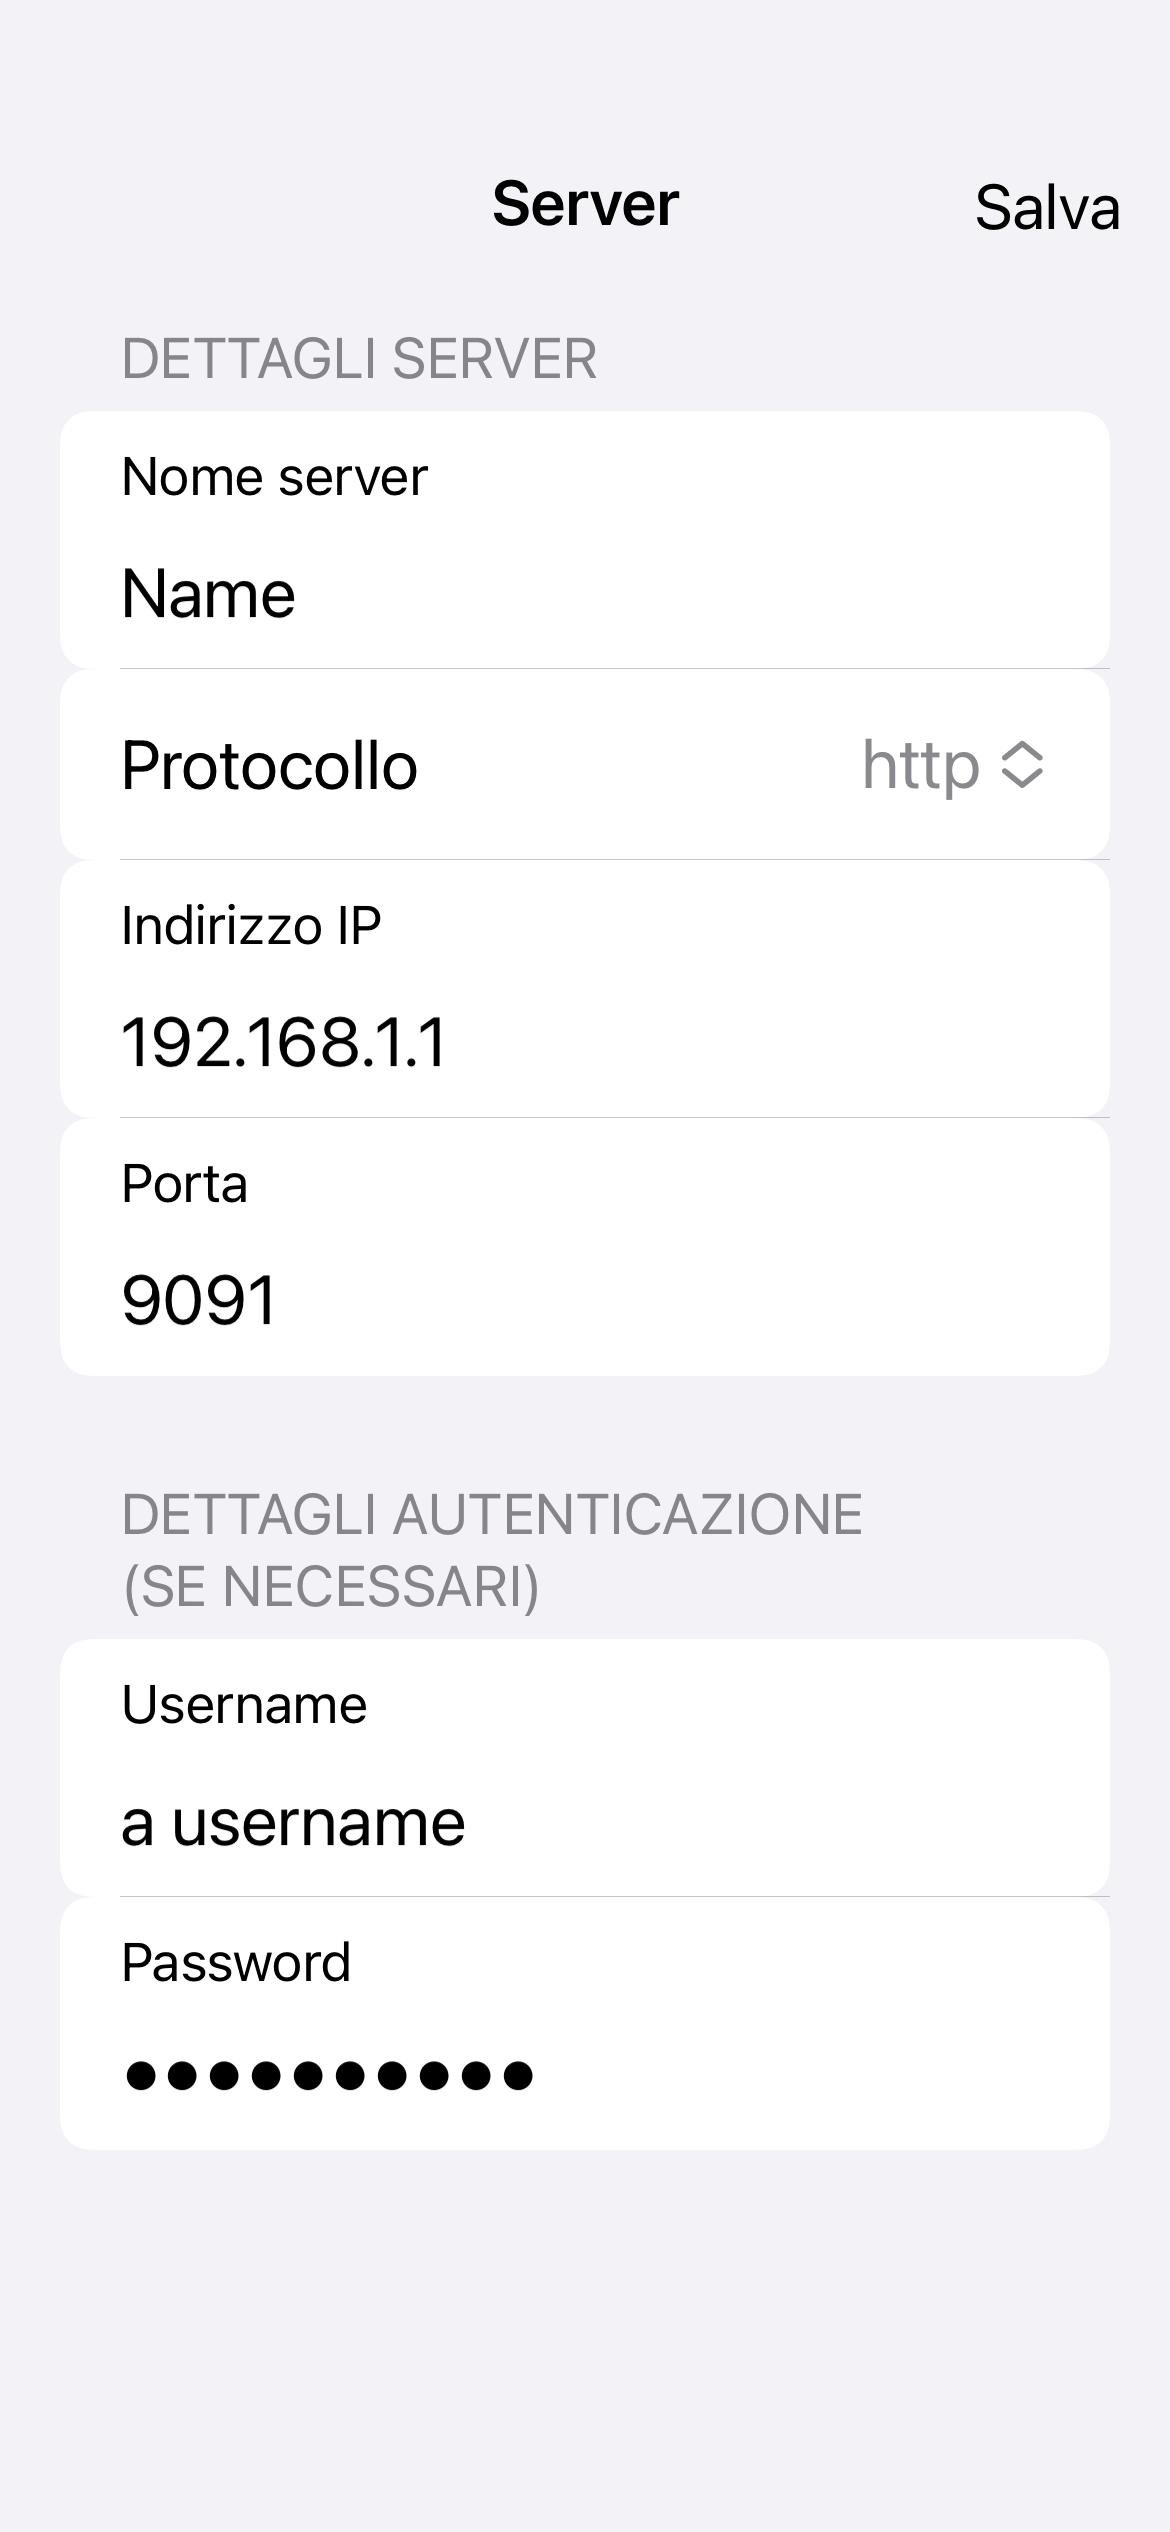 Server
Salva
DETTAGLI SERVER
Nome server
Name
Protocollo
http
Indirizzo IP
192.168.1.1
Porta
9091
DETTAGLI AUTENTICAZIONE
(SE NECESSARI)
Username
a username
Password
••••••••••